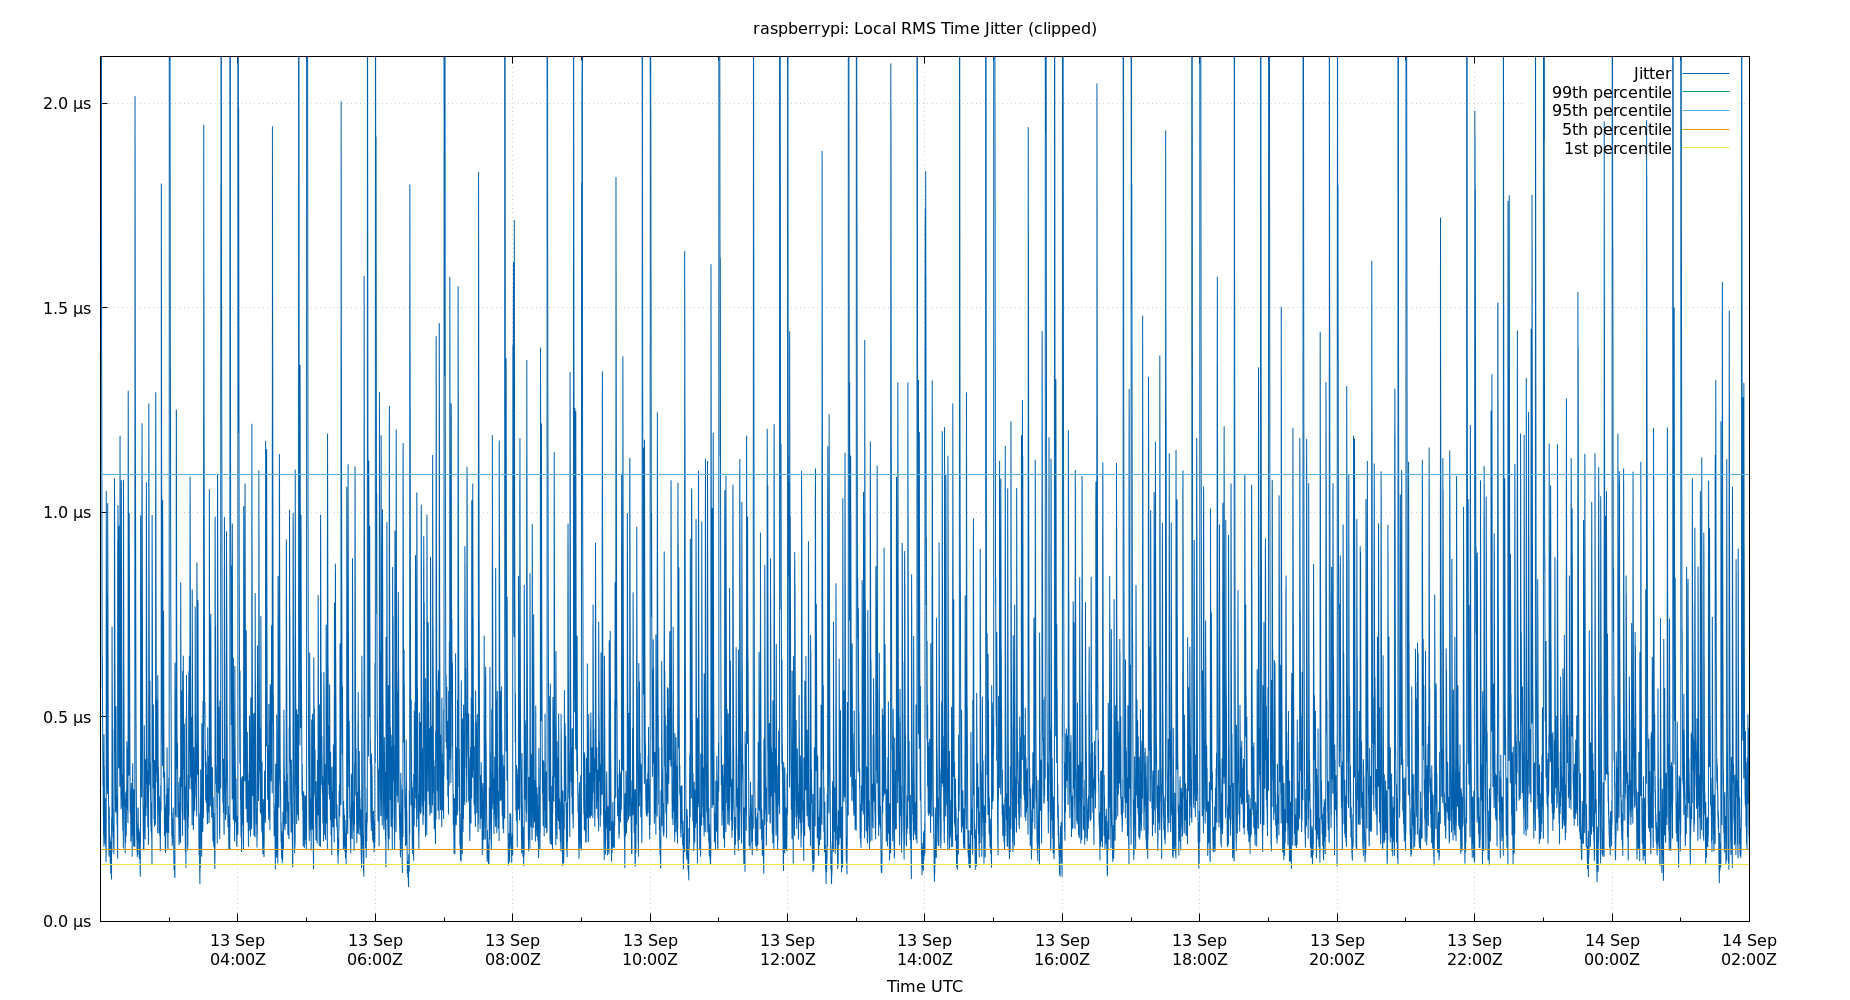 raspberrypi: Local RMS Time Jitter (clipped)
Jitter
99th percentile
95th percentile
5th percentile
1st percentile
2.0 µs
1.5 µs
1.0 µs
0.5 µs
0.0 µs
13 Sep 13 Sep 13 Sep 13 Sep 13 Sep 13 Sep 13 Sep 13 Sep 13 Sep 13 Sep 14 Sep 14 Sep
04:00Z 06:00Z 08:00Z 10:00Z 12:00Z 14:00Z 16:00Z 18:00Z 20:00Z 22:00Z 00:00Z 02:00Z
Time UTC